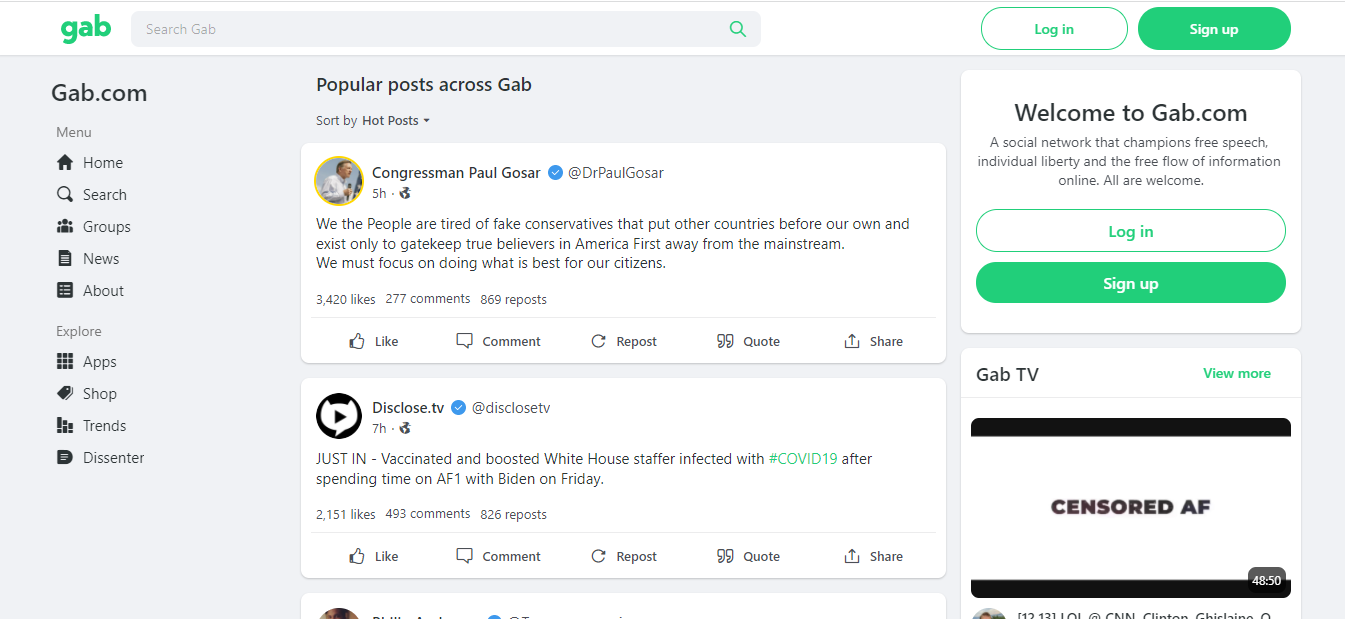 gab
Search Gab
Log in
Sign up
Gab.com
Menu
Home
Search
Groups
News
About
Explore
Apps
Shop
Trends
Dissenter
Popular posts across Gab
Sort by Hot Posts
Congressman Paul Gosar @DrPaulGosar
5h ·
We the People are tired of fake conservatives that put other countries before our own and
exist only to gatekeep true believers in America First away from the mainstream.
We must focus on doing what is best for our citizens.
3,420 likes 277 comments 869 reposts
Like Comment Repost Quote Share
Disclose.tv @disclosetv
7h ·
JUST IN - Vaccinated and boosted White House staffer infected with #COVID19 after
spending time on AF1 with Biden on Friday.
2,151 likes 493 comments 826 reposts
Like Comment Repost Quote Share
Welcome to Gab.com
A social network that champions free speech,
individual liberty and the free flow of information
online. All are welcome.
Log in
Sign up
Gab TV
View more
CENSORED AF
48:50
[12.13] LOL @ CNN, Clinton, Ghislaine, O